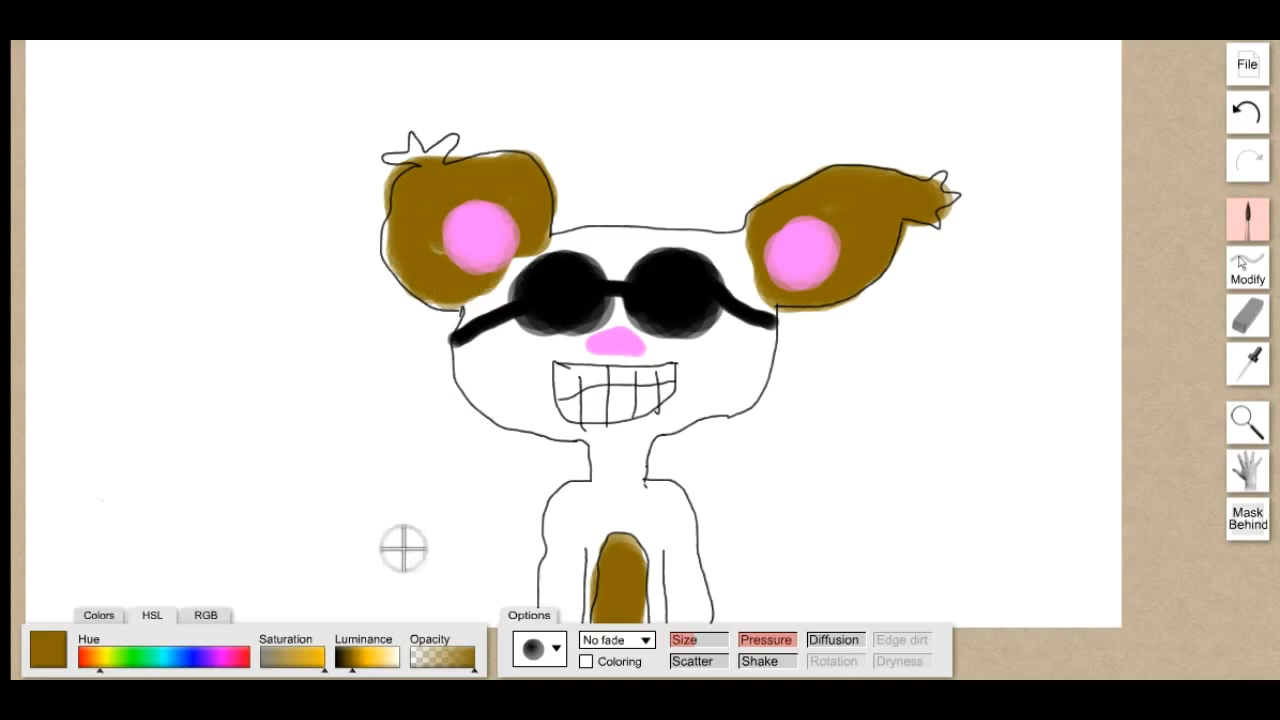 File
Modify
Mask
Behind
Colors HSL RGB
Hue Saturation Luminance Opacity
Options
No fade Size Pressure Diffusion Edge dirt
Coloring Scatter Shake Rotation Dryness